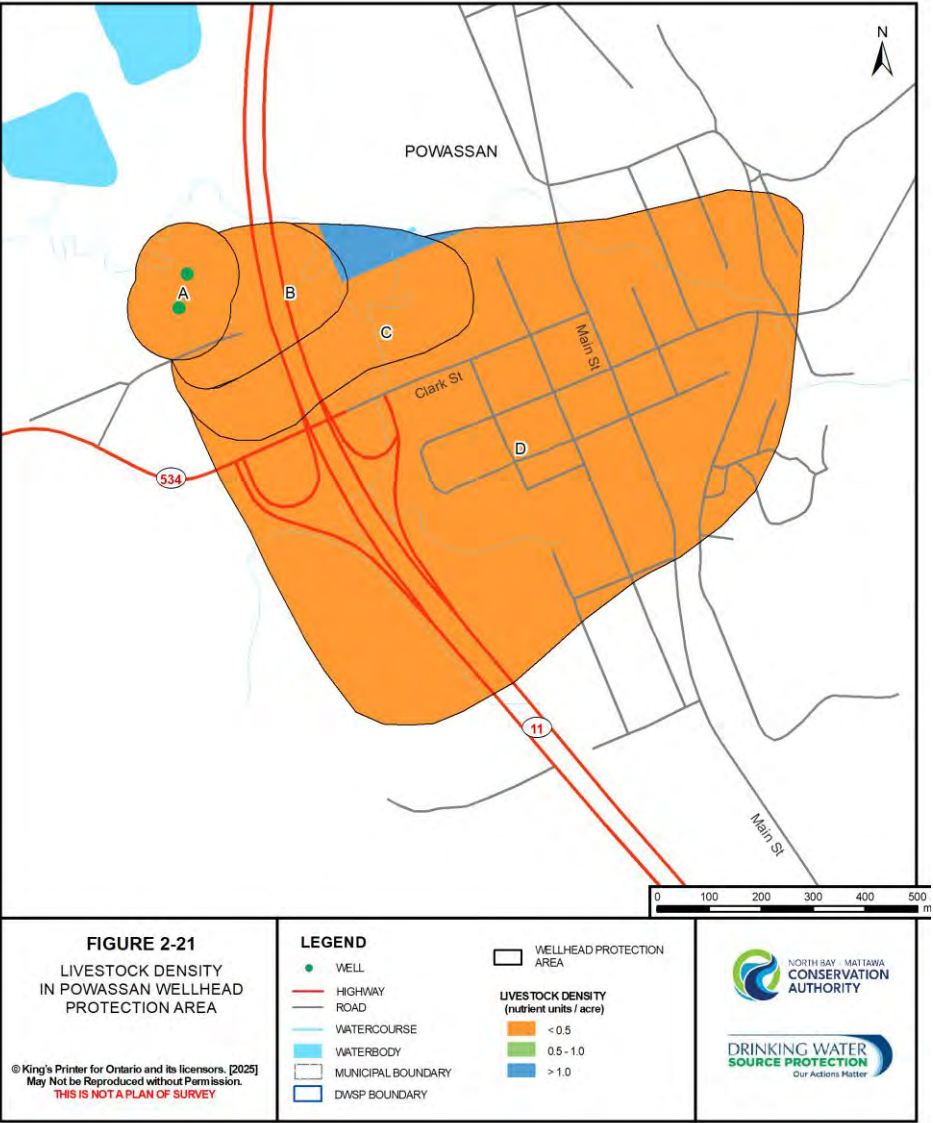 N
POWASSAN
A
B
C
Main St
Clark St
D
534
11
Main St
0 100 200 300 400 500
m
FIGURE 2-21
LIVESTOCK DENSITY
IN POWASSAN WELLHEAD
PROTECTION AREA
© King's Printer for Ontario and its licensors. [2025]
May Not be Reproduced without Permission.
THIS IS NOT A PLAN OF SURVEY
LEGEND
WELL
HIGHWAY
ROAD
WATERCOURSE
WATERBODY
MUNICIPAL BOUNDARY
DWSP BOUNDARY
WELLHEAD PROTECTION
AREA
LIVESTOCK DENSITY
(nutrient units / acre)
< 0.5
0.5 - 1.0
> 1.0
NORTH BAY - MATTAWA
CONSERVATION
AUTHORITY
DRINKING WATER
SOURCE PROTECTION
Our Actions Matter